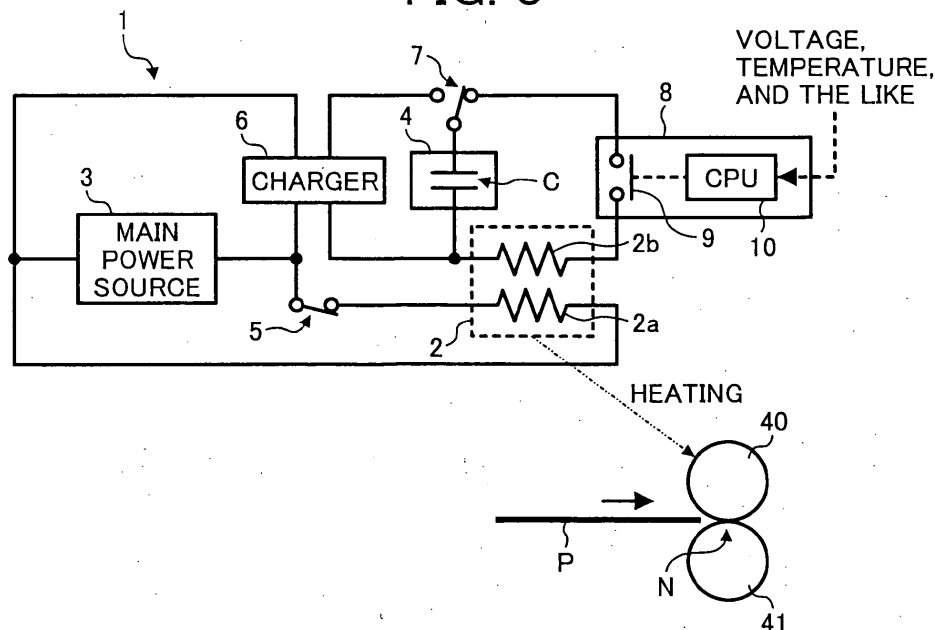 FIG.
1
7
VOLTAGE,
TEMPERATURE,
AND THE LIKE
8
4
6
CHARGER
C
CPU
3
MAIN
POWER
SOURCE
2b
9
10
5
2
2a
HEATING
40
P
N
41